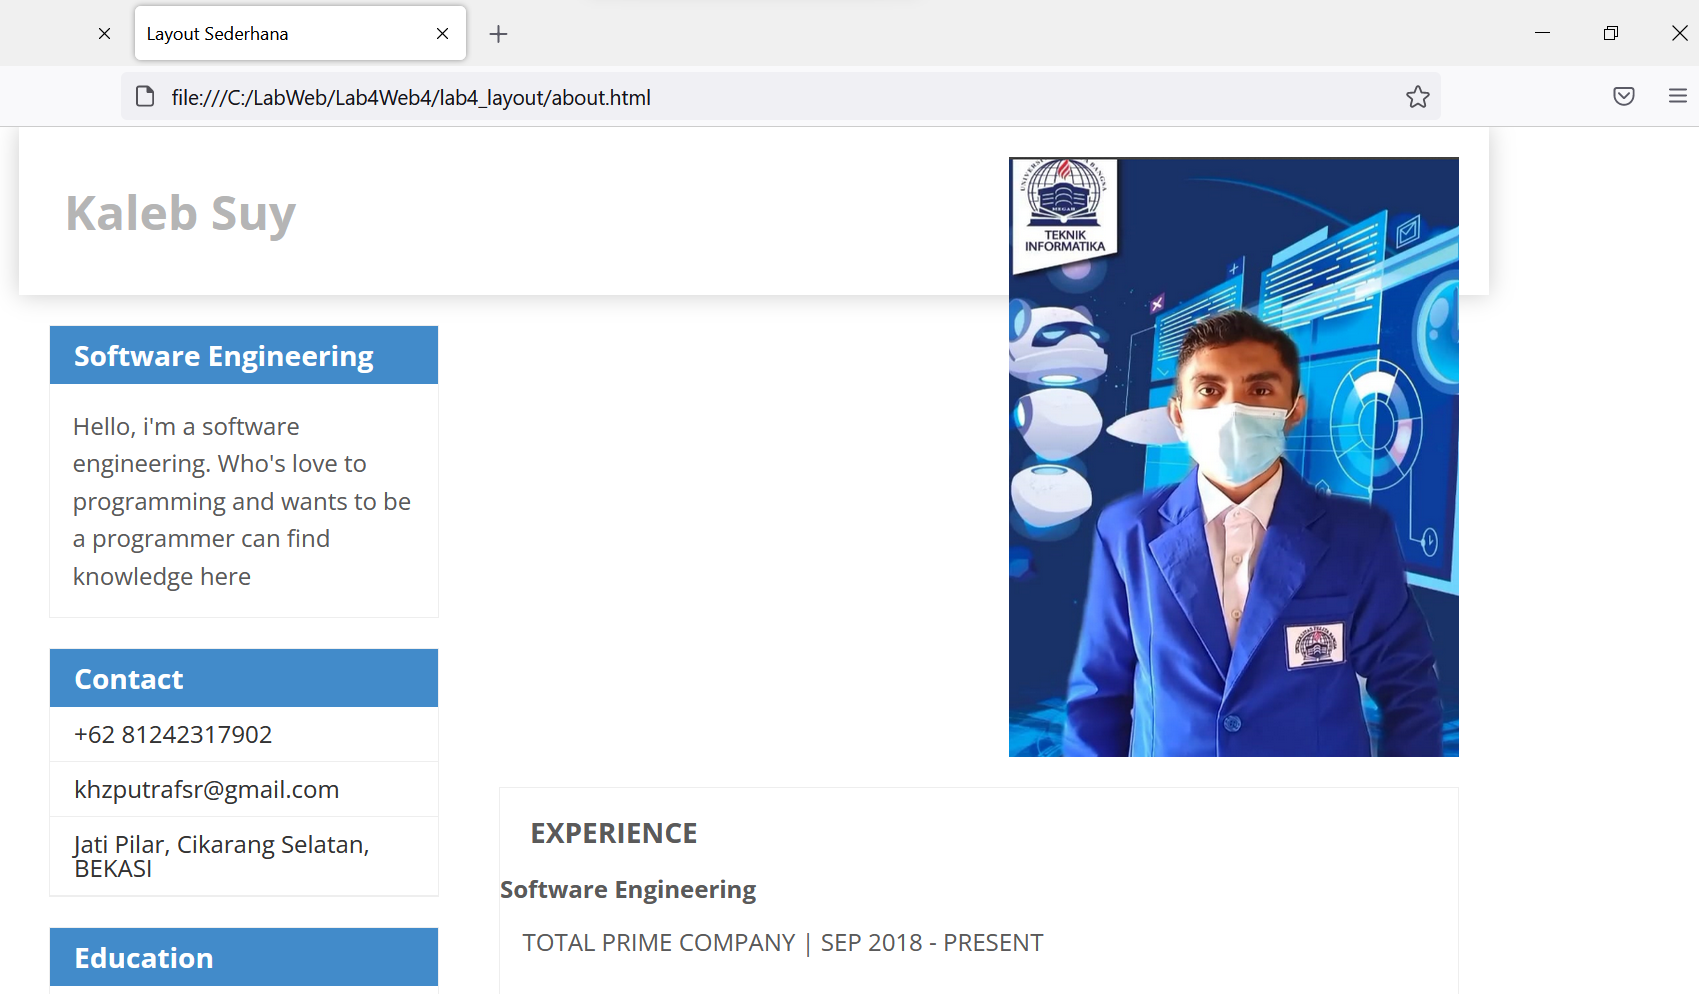 Layout Sederhana
file:///C:/LabWeb/Lab4Web4/lab4_layout/about.html
Kaleb Suy
TEKNIK
INFORMATIKA
Software Engineering
Hello, i'm a software
engineering. Who's love to
programming and wants to be
a programmer can find
knowledge here
Contact
+62 81242317902
khzputrafsr@gmail.com
Jati Pilar, Cikarang Selatan,
BEKASI
Education
EXPERIENCE
Software Engineering
TOTAL PRIME COMPANY | SEP 2018 - PRESENT